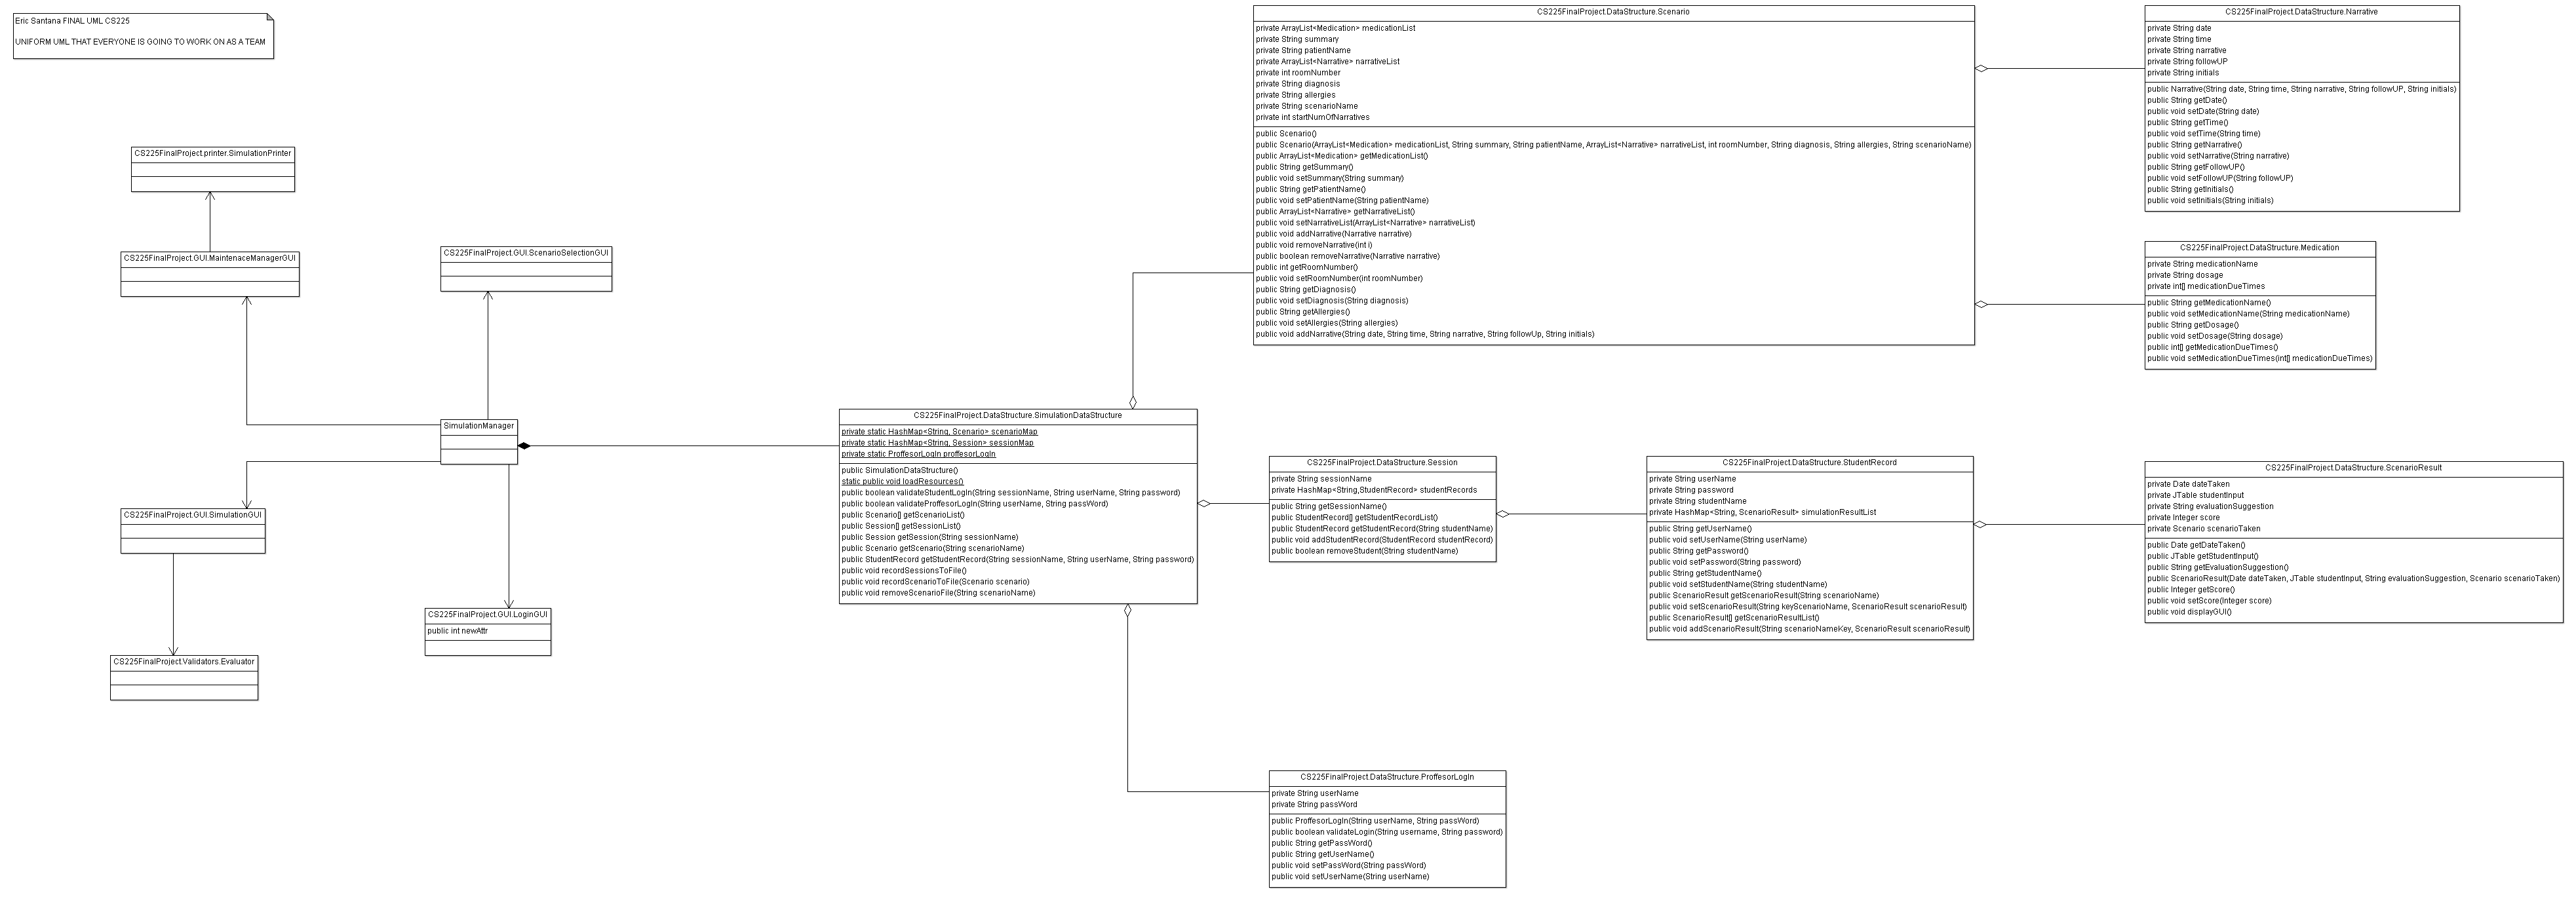 Eric Santana FINAL UML CS225
UNIFORM UML THAT EVERYONE IS GOING TO WORK ON AS A TEAM
CS225FinalProject.printer.SimulationPrinter
CS225FinalProject.GUI.MaintenaceManagerGUI
CS225FinalProject.GUI.ScenarioSelectionGUI
SimulationManager
CS225FinalProject.GUI.SimulationGUI
CS225FinalProject.GUI.LoginGUI
public int newAttr
CS225FinalProject.Validators.Evaluator
CS225FinalProject.DataStructure.SimulationDataStructure
private static HashMap<String, Scenario> scenarioMap
private static HashMap<String, Session> sessionMap
private static ProffesorLogIn proffesorLogIn
public SimulationDataStructure()
static public void loadResources()
public boolean validateStudentLogIn(String sessionName, String userName, String password)
public boolean validateProffesorLogIn(String userName, String passWord)
public Scenario[] getScenarioList()
public Session[] getSessionList()
public Session getSession(String sessionName)
public Scenario getScenario(String scenarioName)
public StudentRecord getStudentRecord(String sessionName, String userName, String password)
public void recordSessionsToFile()
public void recordScenarioToFile(Scenario scenario)
public void removeScenarioFile(String scenarioName)
CS225FinalProject.DataStructure.Scenario
private ArrayList<Medication> medicationList
private String summary
private String patientName
private ArrayList<Narrative> narrativeList
private int roomNumber
private String diagnosis
private String allergies
private String scenarioName
private int startNumOfNarratives
public Scenario()
public Scenario(ArrayList<Medication> medicationList, String summary, String patientName, ArrayList<Narrative> narrativeList, int roomNumber, String diagnosis, String allergies, String scenarioName)
public ArrayList<Medication> getMedicationList()
public String getSummary()
public void setSummary(String summary)
public String getPatientName()
public void setPatientName(String patientName)
public ArrayList<Narrative> getNarrativeList()
public void setNarrativeList(ArrayList<Narrative> narrativeList)
public void addNarrative(Narrative narrative)
public void removeNarrative(int i)
public boolean removeNarrative(Narrative narrative)
public int getRoomNumber()
public void setRoomNumber(int roomNumber)
public String getDiagnosis()
public void setDiagnosis(String diagnosis)
public String getAllergies()
public void setAllergies(String allergies)
public void addNarrative(String date, String time, String narrative, String followUp, String initials)
CS225FinalProject.DataStructure.Narrative
private String date
private String time
private String narrative
private String followUP
private String initials
public Narrative(String date, String time, String narrative, String followUP, String initials)
public String getDate()
public void setDate(String date)
public String getTime()
public void setTime(String time)
public String getNarrative()
public void setNarrative(String narrative)
public String getFollowUP()
public void setFollowUP(String followUP)
public String getInitials()
public void setInitials(String initials)
CS225FinalProject.DataStructure.Medication
private String medicationName
private String dosage
private int[] medicationDueTimes
public String getMedicationName()
public void setMedicationName(String medicationName)
public String getDosage()
public void setDosage(String dosage)
public int[] getMedicationDueTimes()
public void setMedicationDueTimes(int[] medicationDueTimes)
CS225FinalProject.DataStructure.Session
private String sessionName
private HashMap<String,StudentRecord> studentRecords
public String getSessionName()
public StudentRecord[] getStudentRecordList()
public StudentRecord getStudentRecord(String studentName)
public void addStudentRecord(StudentRecord studentRecord)
public boolean removeStudent(String studentName)
CS225FinalProject.DataStructure.StudentRecord
private String userName
private String password
private String studentName
private HashMap<String, ScenarioResult> simulationResultList
public String getUserName()
public void setUserName(String userName)
public String getPassword()
public void setPassword(String password)
public String getStudentName()
public void setStudentName(String studentName)
public ScenarioResult getScenarioResult(String scenarioName)
public void setScenarioResult(String keyScenarioName, ScenarioResult scenarioResult)
public ScenarioResult[] getScenarioResultList()
public void addScenarioResult(String scenarioNameKey, ScenarioResult scenarioResult)
CS225FinalProject.DataStructure.ScenarioResult
private Date dateTaken
private JTable studentInput
private String evaluationSuggestion
private Integer score
private Scenario scenarioTaken
public Date getDateTaken()
public JTable getStudentInput()
public String getEvaluationSuggestion()
public ScenarioResult(Date dateTaken, JTable studentInput, String evaluationSuggestion, Scenario scenarioTaken)
public Integer getScore()
public void setScore(Integer score)
public void displayGUI()
CS225FinalProject.DataStructure.ProffesorLogIn
private String userName
private String passWord
public ProffesorLogIn(String userName, String passWord)
public boolean validateLogin(String username, String password)
public String getPassWord()
public String getUserName()
public void setPassWord(String passWord)
public void setUserName(String userName)